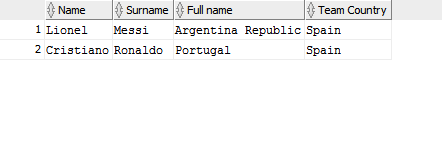 Name Surname Full name Team Country
1 Lionel Messi Argentina Republic Spain
2 Cristiano Ronaldo Portugal Spain